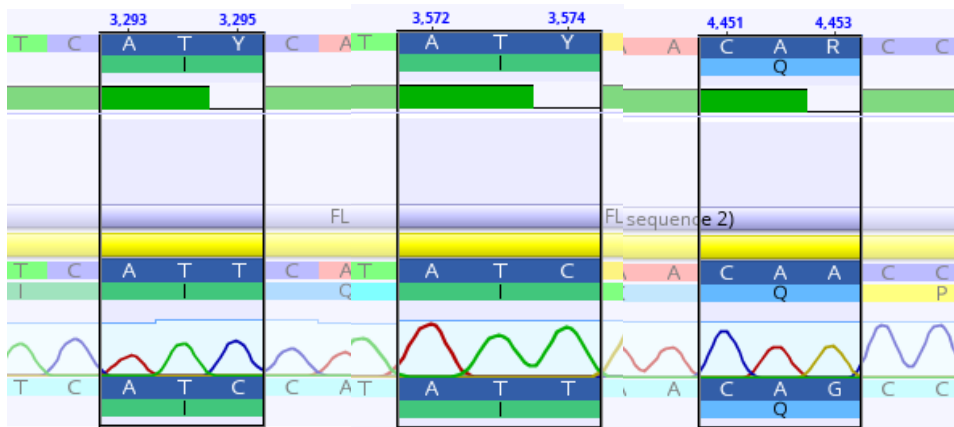 3,293 3,295 3,572 3,574 4,451 4,453
T C A T Y C A T A T Y A A C A R C C
I I Q
FL FL sequence 2)
T C A T T C A T A T C A A C A A C C
I I Q I Q P
T C A T C C A T A T T A A C A G C C
I I Q